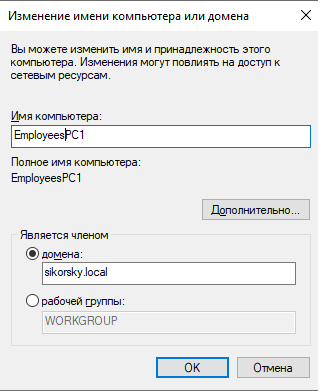 Изменение имени компьютера или домена
Вы можете изменить имя и принадлежность этого
компьютера. Изменения могут повлиять на доступ к
сетевым ресурсам.
Имя компьютера:
EmployeesPC1
Полное имя компьютера:
EmployeesPC1
Дополнительно...
Является членом
домена:
sikorsky.local
рабочей группы:
WORKGROUP
OK
Отмена